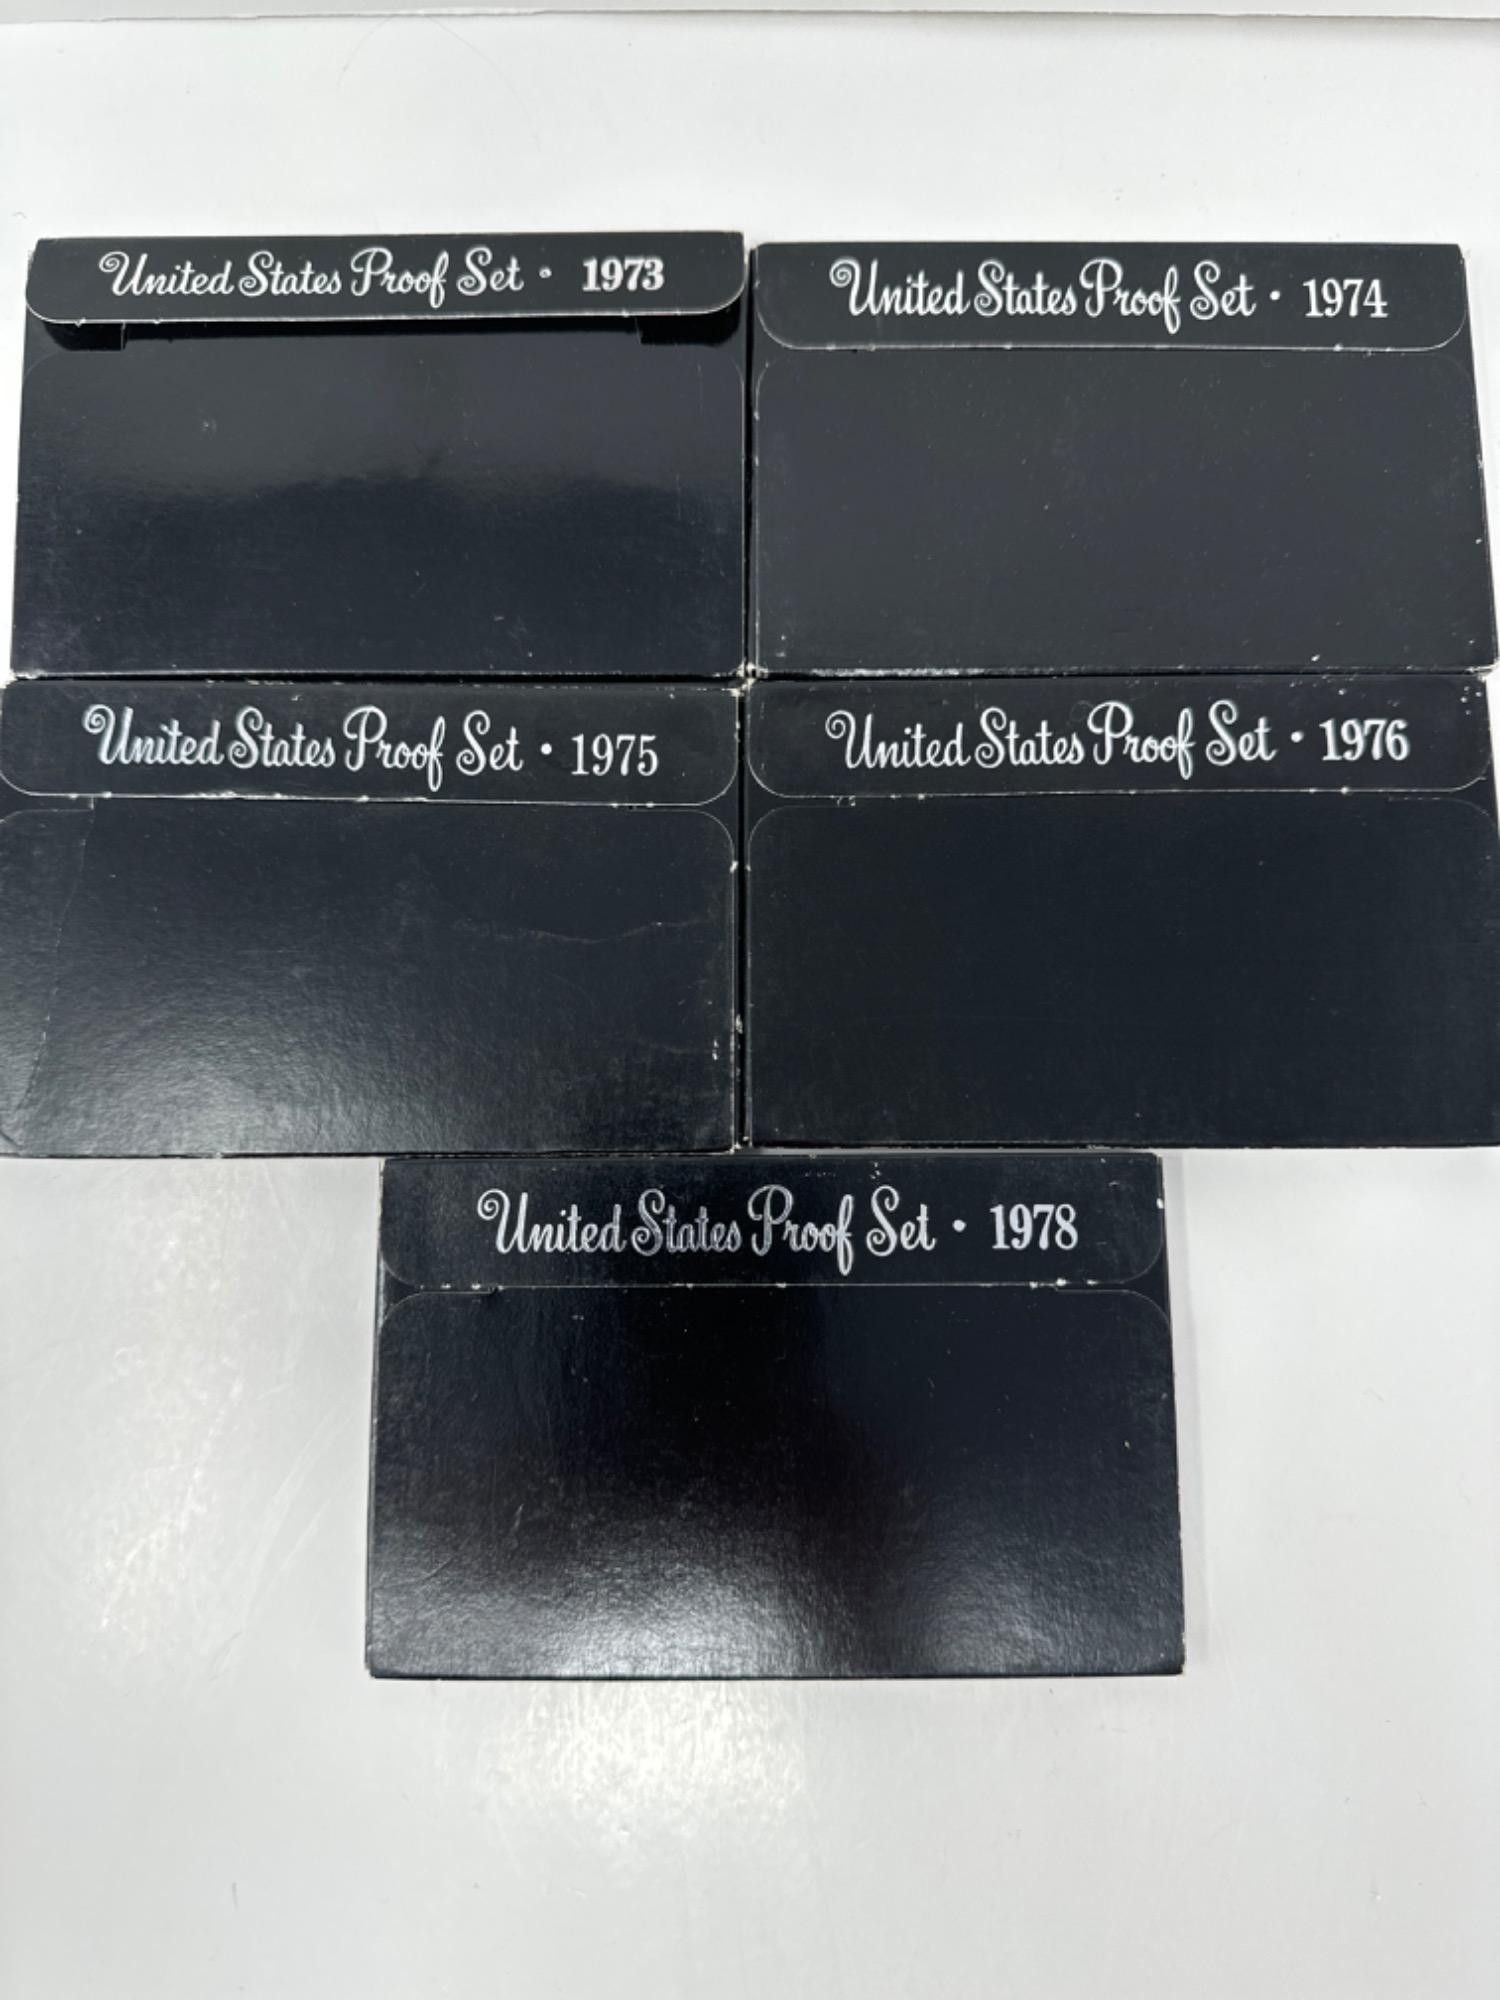 United States Proof Set • 1973
United States Proof Set • 1974
United States Proof Set • 1975
United States Proof Set • 1976
United States Proof Set • 1978